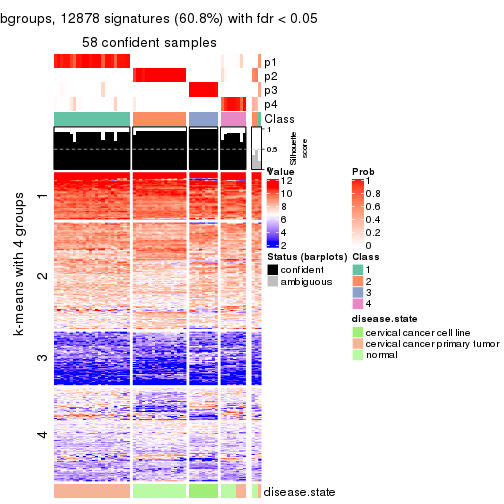 bgroups, 12878 signatures (60.8%) with fdr < 0.05
58 confident samples
p1
p2
p3
p4
Class
1
0.5
0
Silhouette
score
k-means with 4 groups
1
2
3
4
disease.state
Value
12
10
8
6
4
2
Status (barplots)
confident
ambiguous
Prob
1
0.8
0.6
0.4
0.2
0
Class
1
2
3
4
disease.state
cervical cancer cell line
cervical cancer primary tumor
normal